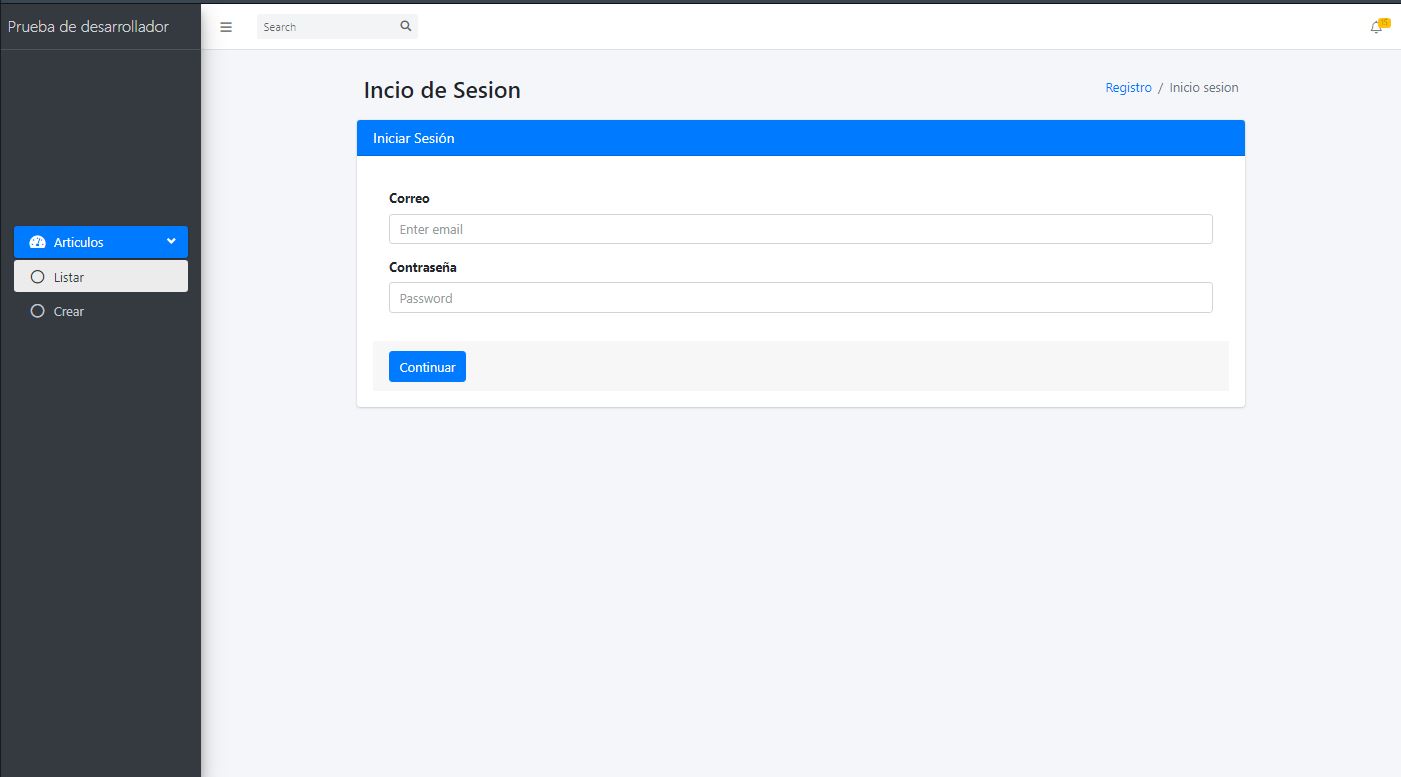 Prueba de desarrollador
Search
Incio de Sesion
Registro / Inicio sesion
Iniciar Sesión
Correo
Enter email
Contraseña
Password
Continuar
Articulos
Listar
Crear